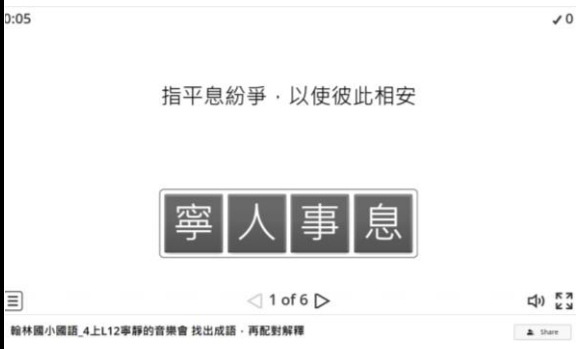 0:05
✓ 0
指平息紛爭，以使彼此相安
寧人事息
1 of 6
翰林國小國語_4上L12寧靜的音樂會 找出成語，再配對解釋
Share